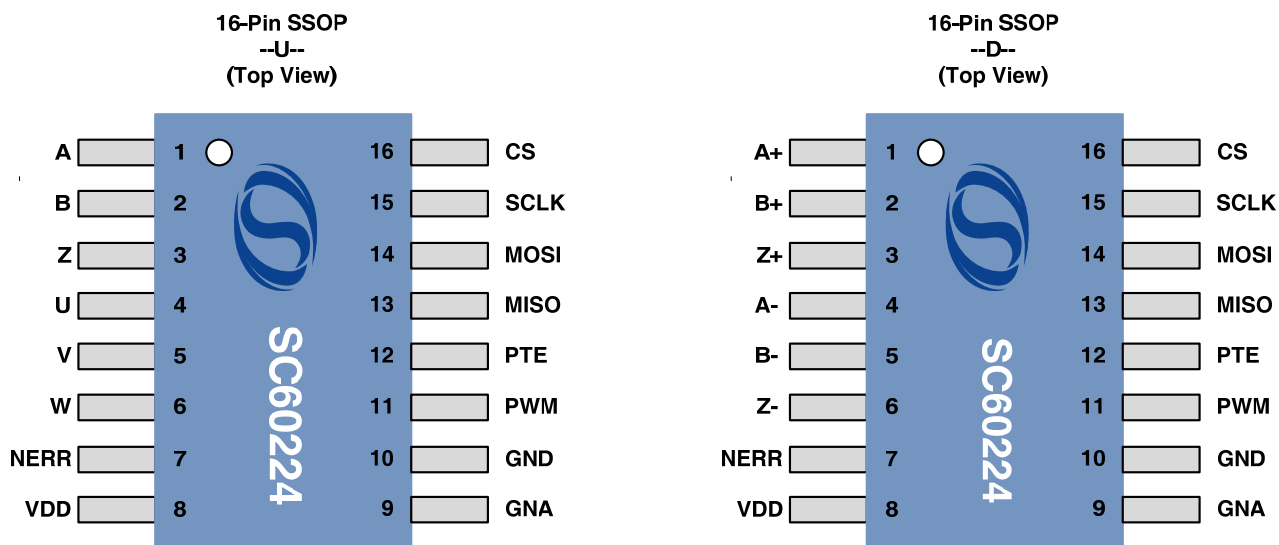 16-Pin SSOP
--U--
(Top View)
A 1 16 CS
B 2 15 SCLK
Z 3 14 MOSI
U 4 13 MISO
V 5 12 PTE
W 6 11 PWM
NERR 7 10 GND
VDD 8 9 GNA
SC60224
16-Pin SSOP
--D--
(Top View)
A+ 1 16 CS
B+ 2 15 SCLK
Z+ 3 14 MOSI
A- 4 13 MISO
B- 5 12 PTE
Z- 6 11 PWM
NERR 7 10 GND
VDD 8 9 GNA
SC60224